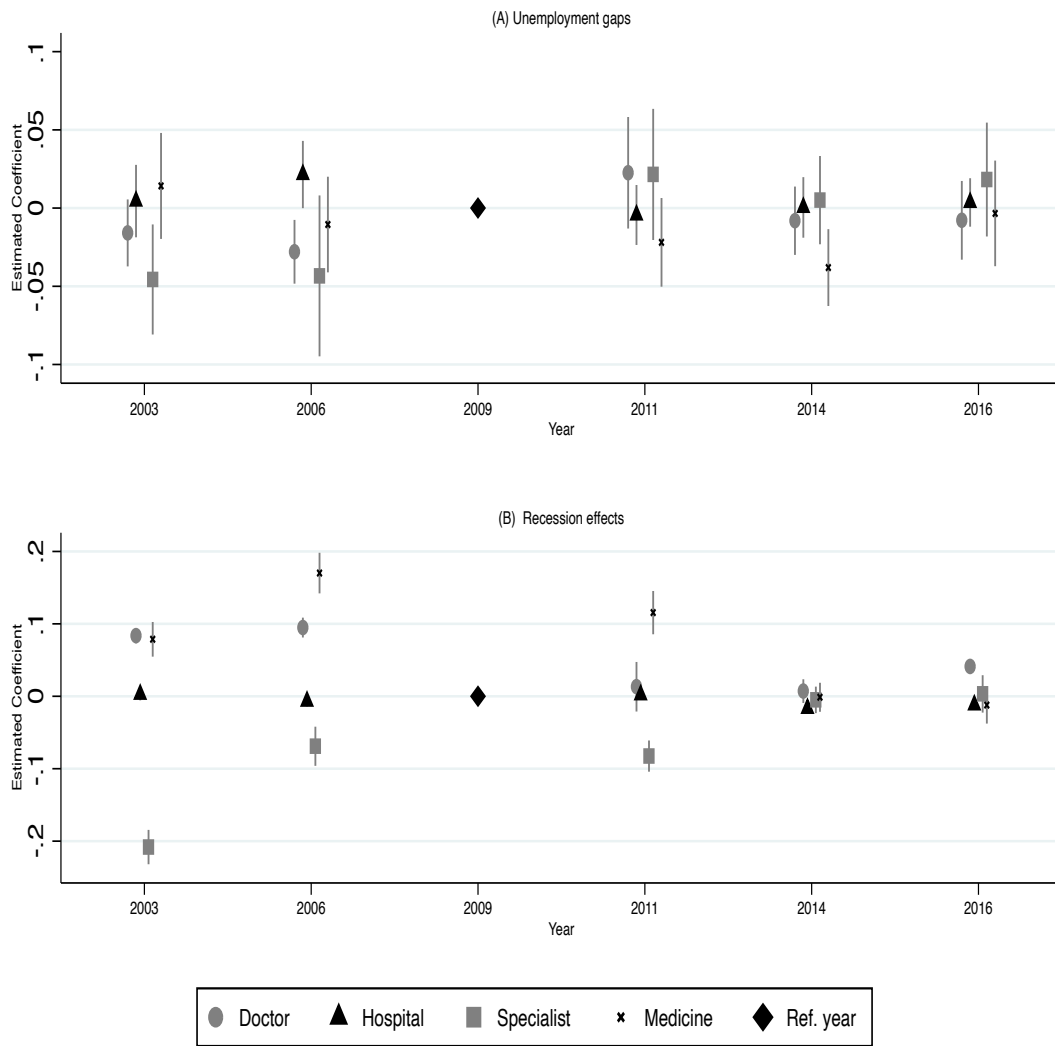 (A) Unemployment gaps
Estimated Coefficient
.1
.05
0
-.05
-.1
2003 2006 2009 2011 2014 2016
Year
(B) Recession effects
Estimated Coefficient
.2
.1
0
-.1
-.2
2003 2006 2009 2011 2014 2016
Year
Doctor Hospital Specialist Medicine Ref. year